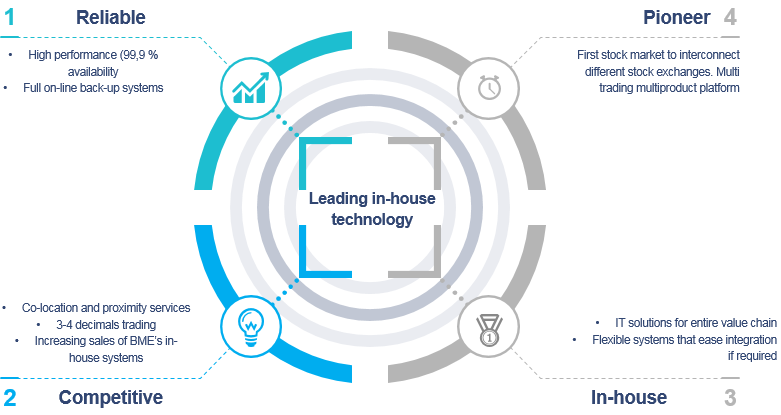 1 Reliable
• High performance (99,9 %
availability
• Full on-line back-up systems
Pioneer 4
First stock market to interconnect
different stock exchanges. Multi
trading multiproduct platform
Leading in-house
technology
• Co-location and proximity services
• 3-4 decimals trading
• Increasing sales of BME's in-
house systems
2 Competitive
• IT solutions for entire value chain
• Flexible systems that ease integration
if required
In-house 3
1